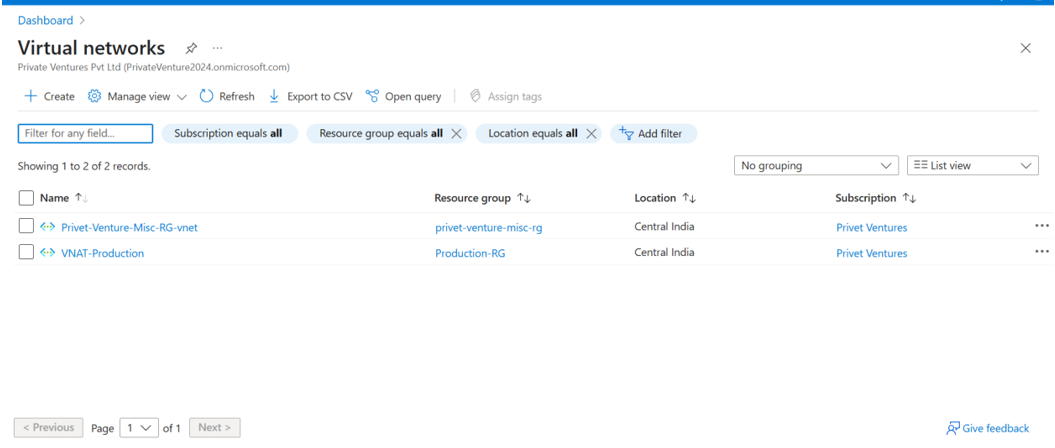 Dashboard >
Virtual networks ...
Private Ventures Pvt Ltd (PrivateVenture2024.onmicrosoft.com)
Create Manage view Refresh Export to CSV Open query Assign tags
Filter for any field... Subscription equals all Resource group equals all Location equals all Add filter
Showing 1 to 2 of 2 records.
No grouping List view
Name Resource group Location Subscription
Privet-Venture-Misc-RG-vnet privet-venture-misc-rg Central India Privet Ventures
VNAT-Production Production-RG Central India Privet Ventures
< Previous Page 1 of 1 Next > Give feedback